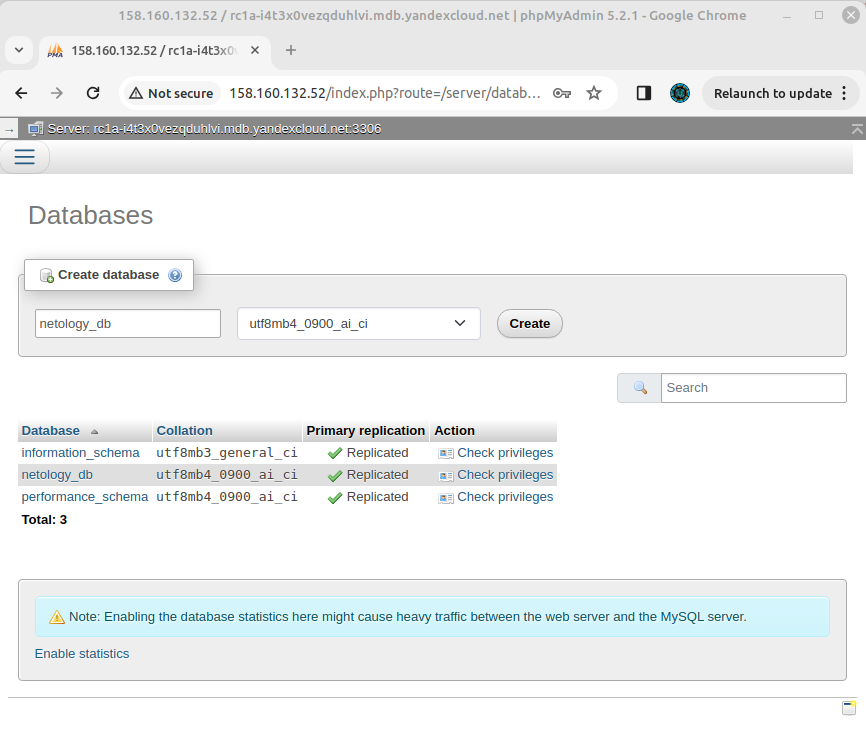 158.160.132.52 / rc1a-i4t3x0vezqduhlvi.mdb.yandexcloud.net | phpMyAdmin 5.2.1 - Google Chrome
PMA 158.160.132.52 / rc1a-i4t3x0v
Not secure 158.160.132.52/index.php?route=/server/datab... Relaunch to update
Server: rc1a-i4t3x0vezqduhlvi.mdb.yandexcloud.net:3306
Databases
Create database
netology_db utf8mb4_0900_ai_ci Create
Search
Database Collation Primary replication Action
information_schema utf8mb3_general_ci Replicated Check privileges
netology_db utf8mb4_0900_ai_ci Replicated Check privileges
performance_schema utf8mb4_0900_ai_ci Replicated Check privileges
Total: 3
Note: Enabling the database statistics here might cause heavy traffic between the web server and the MySQL server.
Enable statistics